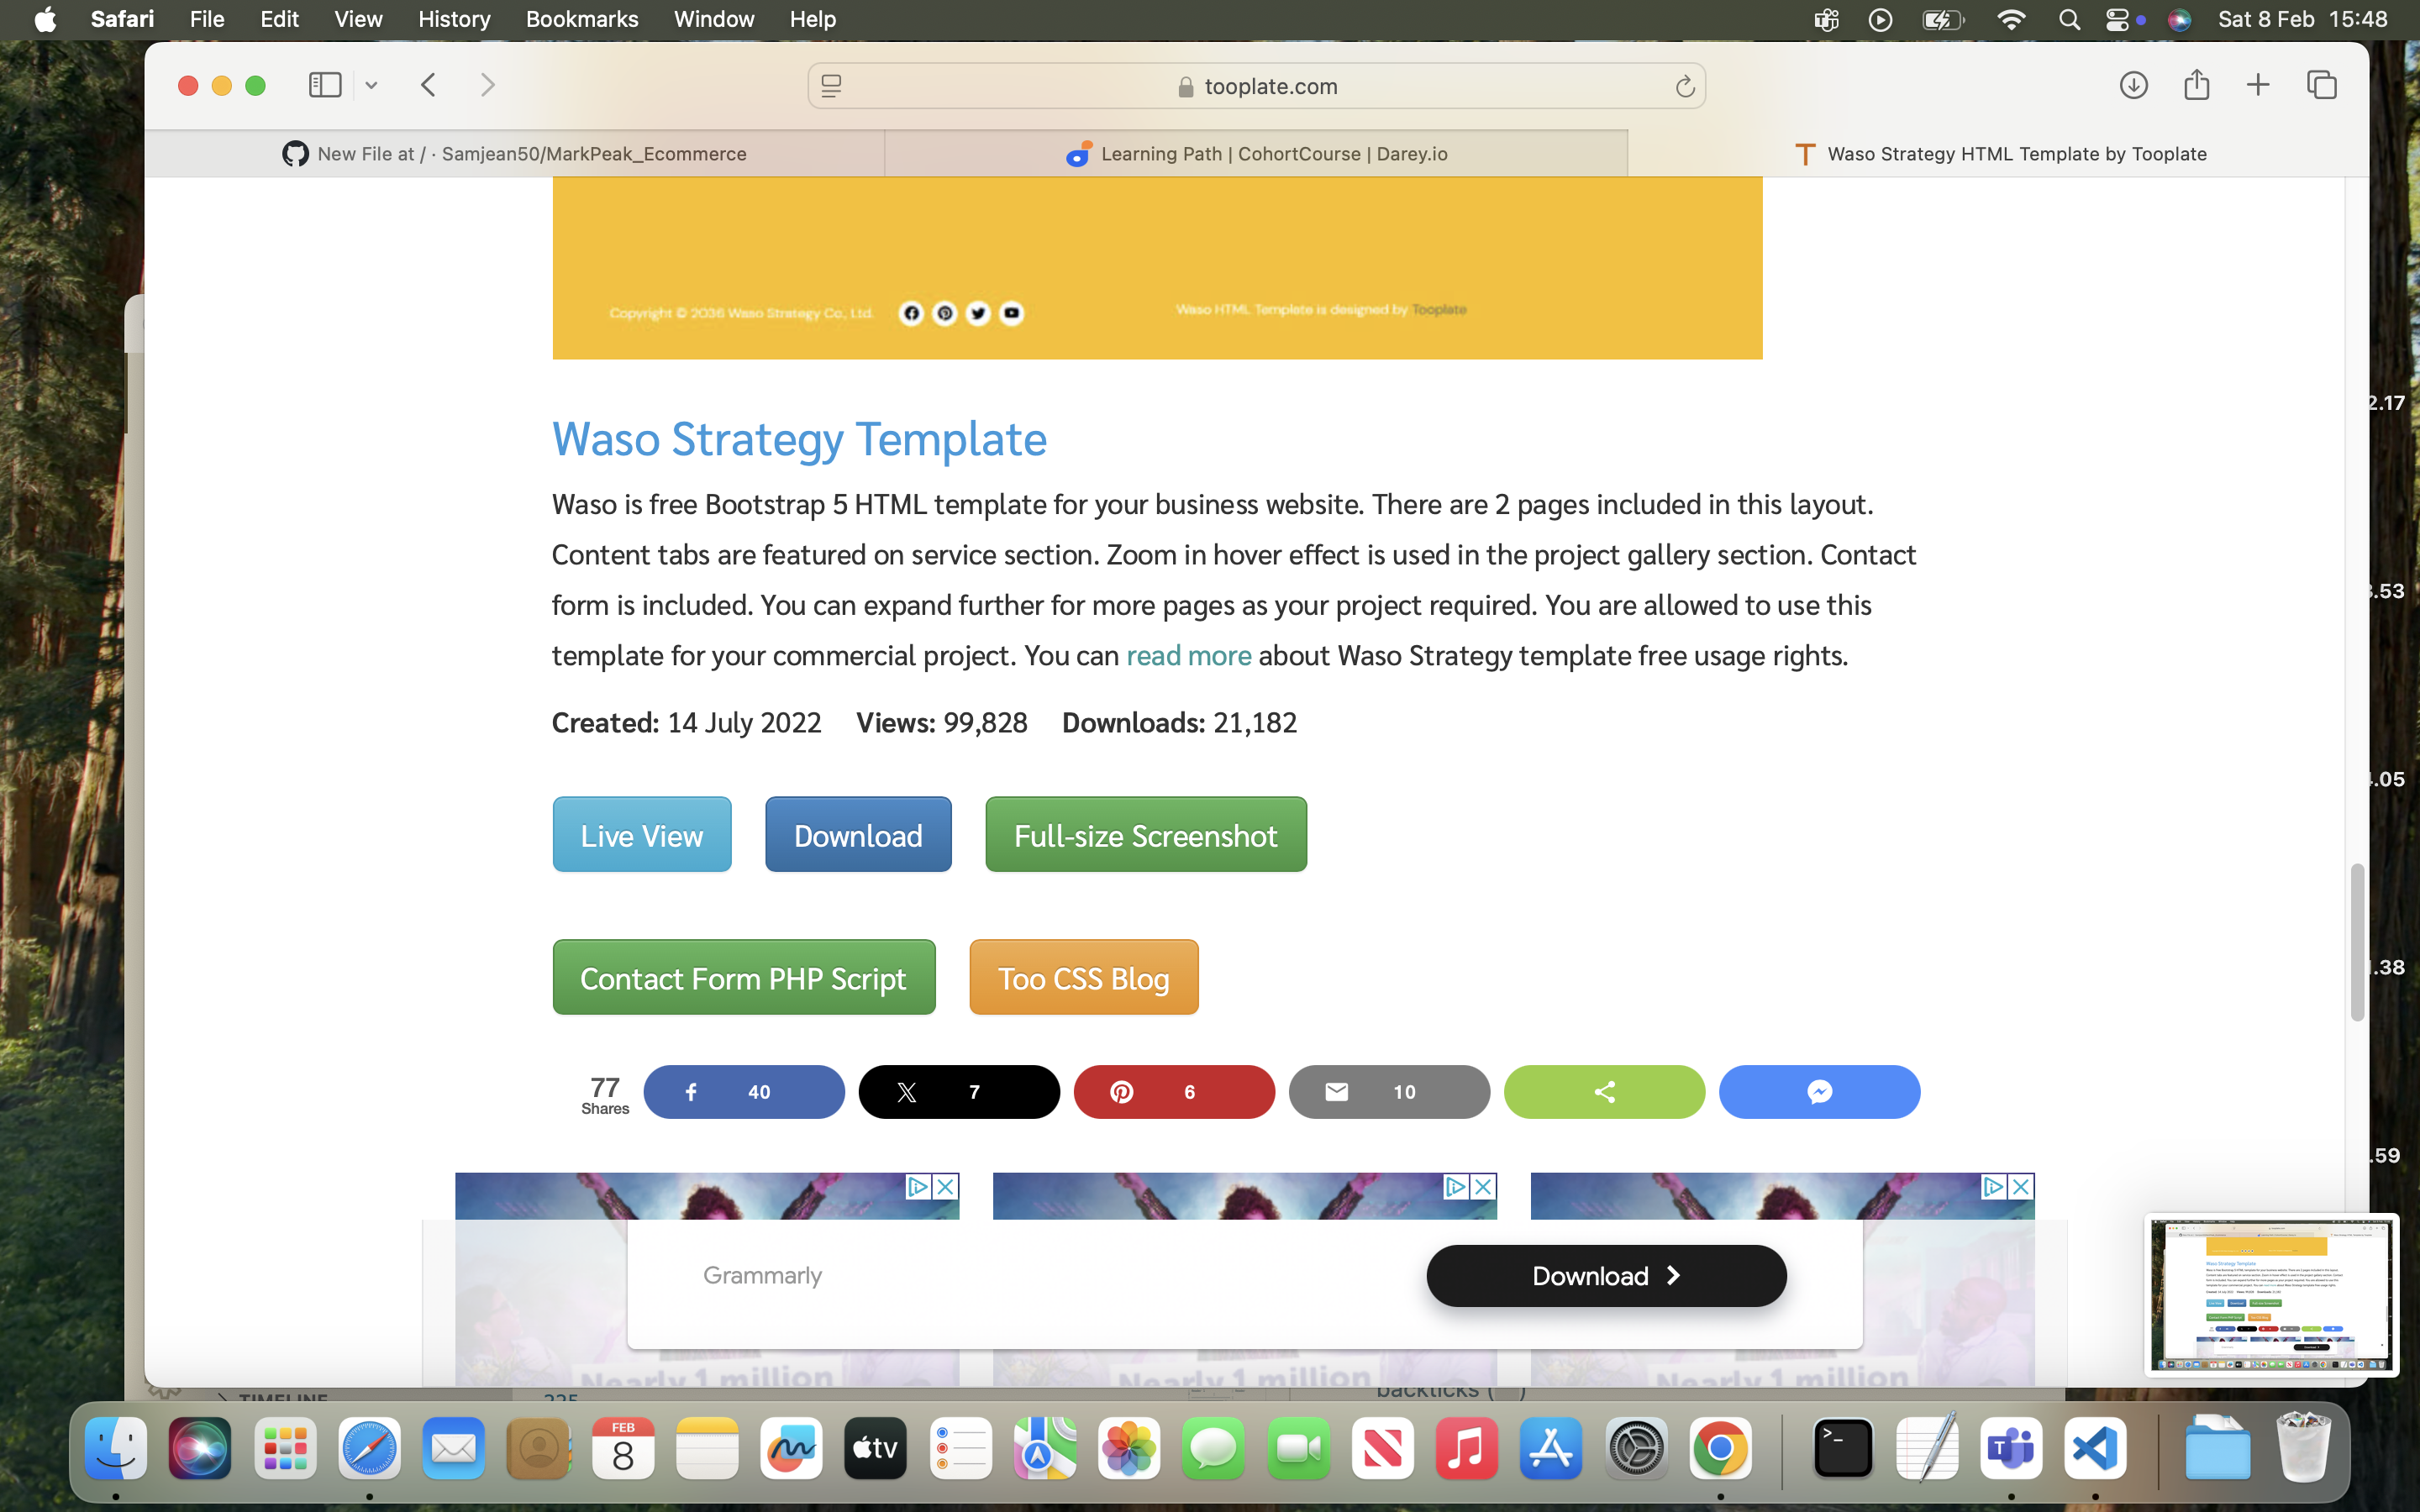 Safari File Edit View History Bookmarks Window Help Sat 8 Feb 15:48
tooplate.com
New File at / · Samjean50/MarkPeak_Ecommerce
Learning Path | CohortCourse | Darey.io
Waso Strategy HTML Template by Tooplate
Copyright © 2036 Waso Strategy Co., Ltd.
Waso HTML Template is designed by Tooplate
2.17
Waso Strategy Template
Waso is free Bootstrap 5 HTML template for your business website. There are 2 pages included in this layout.
Content tabs are featured on service section. Zoom in hover effect is used in the project gallery section. Contact
.53
form is included. You can expand further for more pages as your project required. You are allowed to use this
template for your commercial project. You can read more about Waso Strategy template free usage rights.
Created: 14 July 2022 Views: 99,828 Downloads: 21,182
.05
Live View Download Full-size Screenshot
.38
Contact Form PHP Script Too CSS Blog
77
Shares
40
7
6
10
.59
Grammarly
Download
Nearly 1 million
Nearly 1 million
Nearly 1 million
TIMELINE
225
backticks (
FEB
8
tv